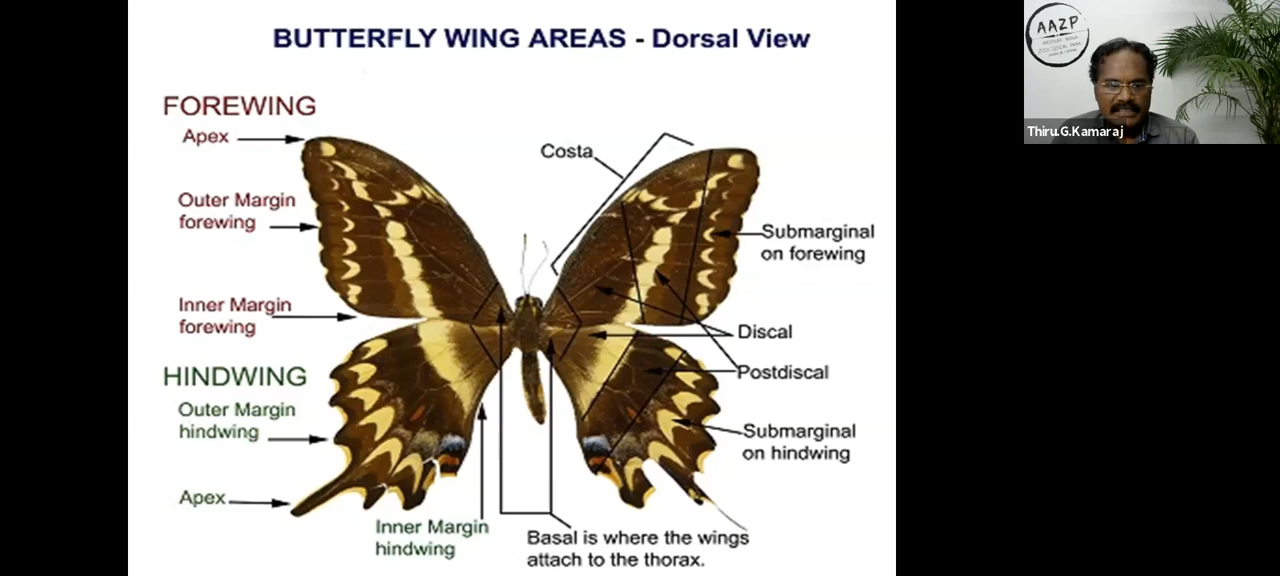 BUTTERFLY WING AREAS - Dorsal View
FOREWING
Apex
Outer Margin
forewing
Inner Margin
forewing
HINDWING
Outer Margin
hindwing
Apex
Inner Margin
hindwing
Costa
Submarginal
on forewing
Discal
Postdiscal
Submarginal
on hindwing
Basal is where the wings
attach to the thorax.
AAZP
ZOOLOGICAL PARK
Thiru.G.Kamaraj